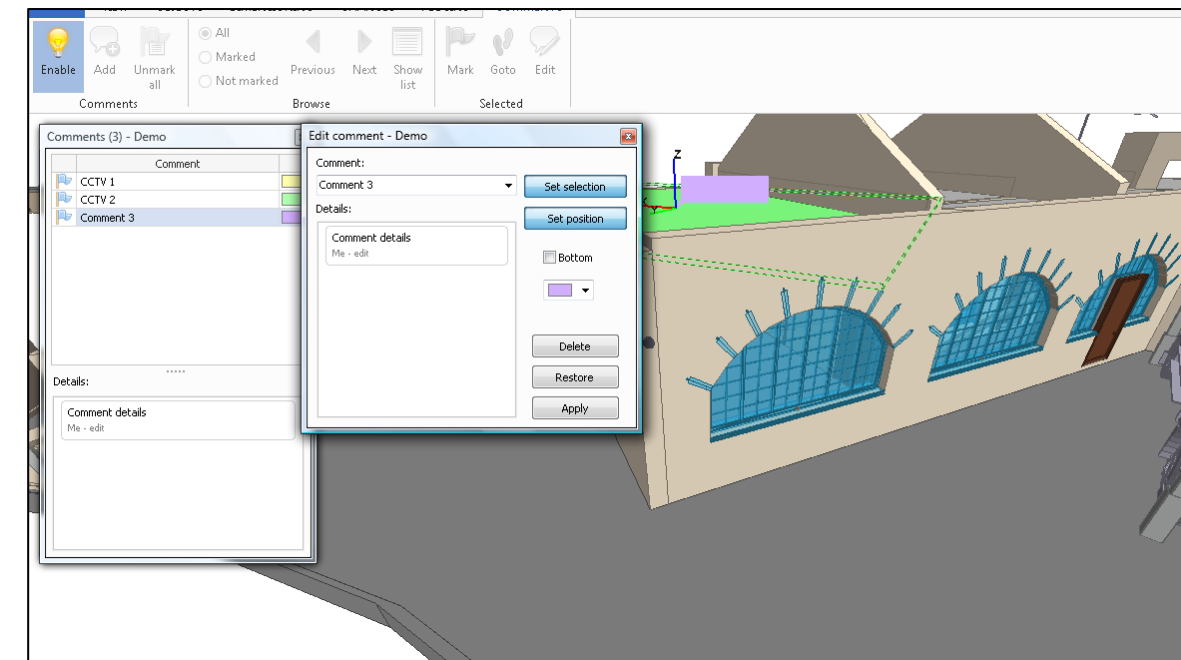 Enable
Add
Unmark
all
All
Marked
Not marked
Previous
Next
Show
list
Mark
Goto
Edit
Comments
Browse
Selected
Comments (3) - Demo
Comment
CCTV 1
CCTV 2
Comment 3
Details:
Comment details
Me - edit
Edit comment - Demo
Comment:
Comment 3
Set selection
Details:
Set position
Comment details
Me - edit
Bottom
Delete
Restore
Apply
Z
Y